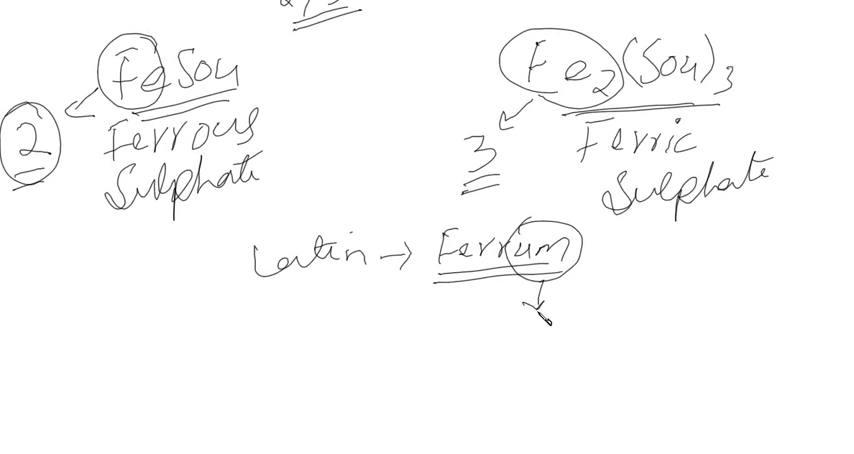 FeSO4
Fe2(SO4)3
2
Ferrous
Sulphate
3
Ferric
Sulphate
Latin → Ferrum